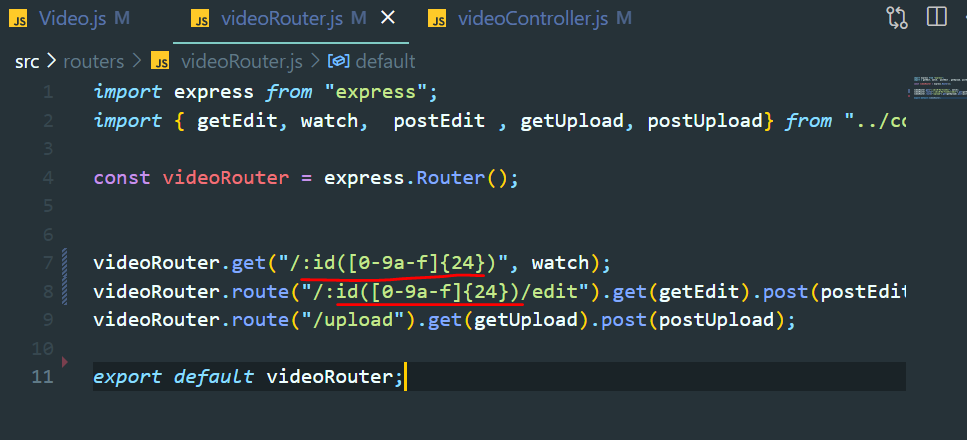 JS Video.js M JS videoRouter.js M JS videoController.js M
src > routers > JS videoRouter.js > default
1 import express from "express";
2 import { getEdit, watch,  postEdit , getUpload, postUpload} from "../co
3
4 const videoRouter = express.Router();
5
6
7 videoRouter.get("/:id([0-9a-f]{24})", watch);
8 videoRouter.route("/:id([0-9a-f]{24})/edit").get(getEdit).post(postEdit
9 videoRouter.route("/upload").get(getUpload).post(postUpload);
10
11 export default videoRouter;